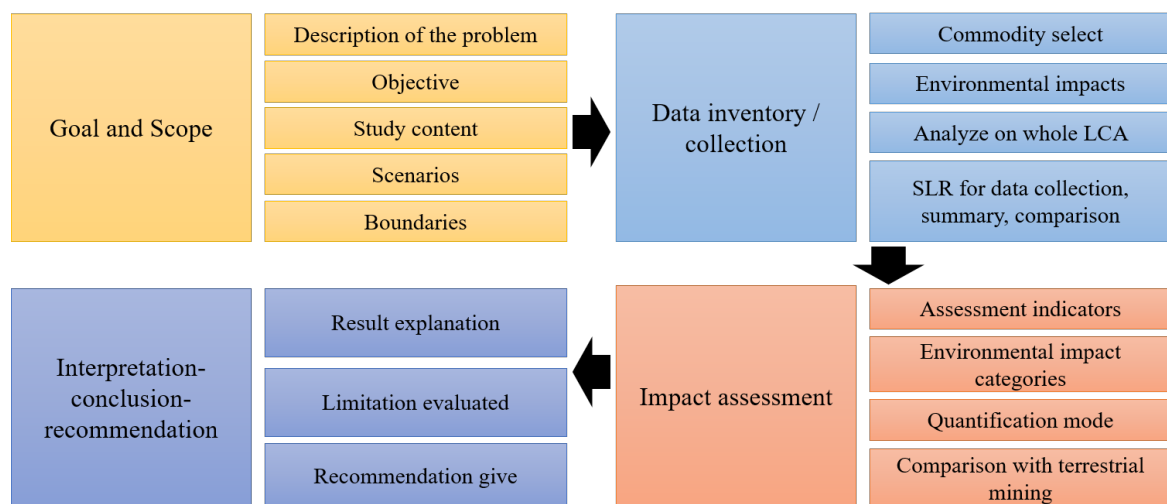 Goal and Scope
Description of the problem
Objective
Study content
Scenarios
Boundaries
Data inventory /
collection
Commodity select
Environmental impacts
Analyze on whole LCA
SLR for data collection,
summary, comparison
Impact assessment
Assessment indicators
Environmental impact
categories
Quantification mode
Comparison with terrestrial
mining
Interpretation-
conclusion-
recommendation
Result explanation
Limitation evaluated
Recommendation give